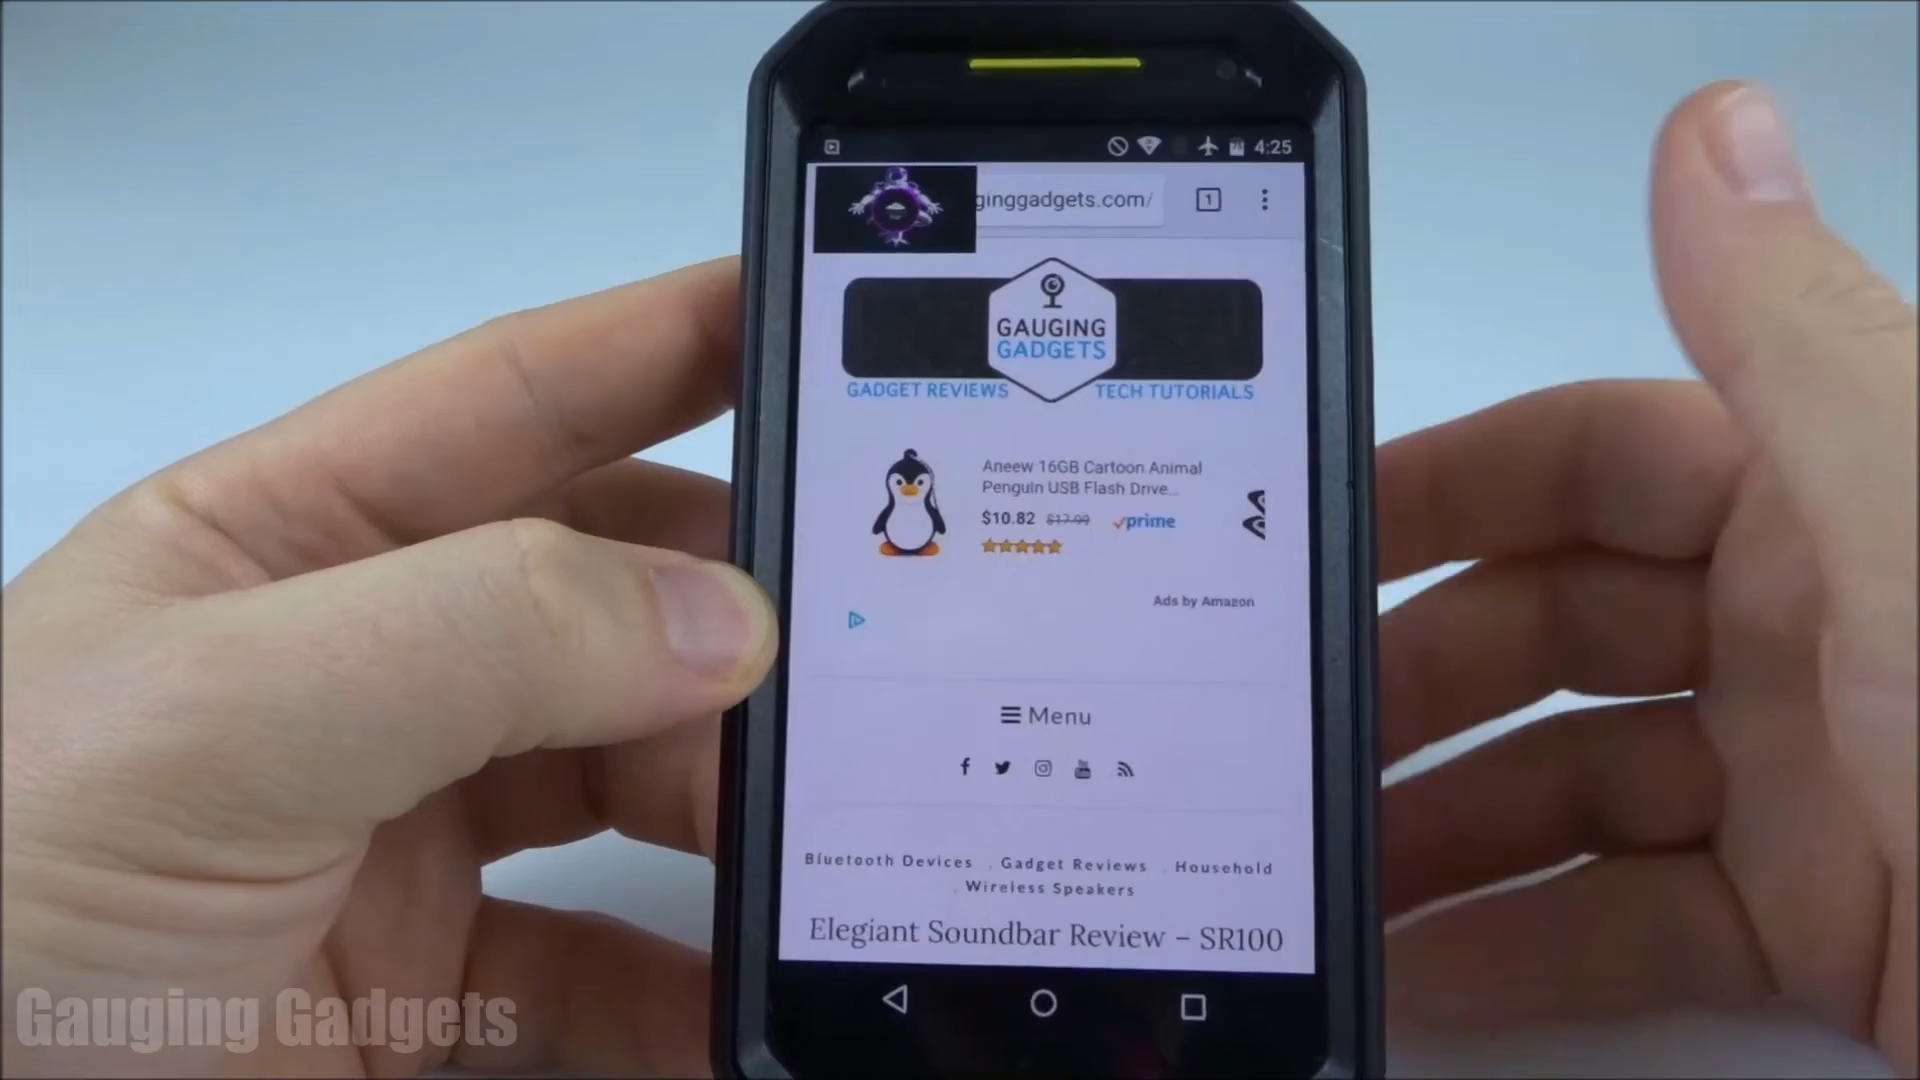 4:25
ginggadgets.com/
1
GAUGING
GADGETS
GADGET REVIEWS
TECH TUTORIALS
Aneew 16GB Cartoon Animal
Penguin USB Flash Drive...
$10.82 $17.99 prime
Ads by Amazon
Menu
Bluetooth Devices , Gadget Reviews , Household
, Wireless Speakers
Elegiant Soundbar Review – SR100
Gauging Gadgets